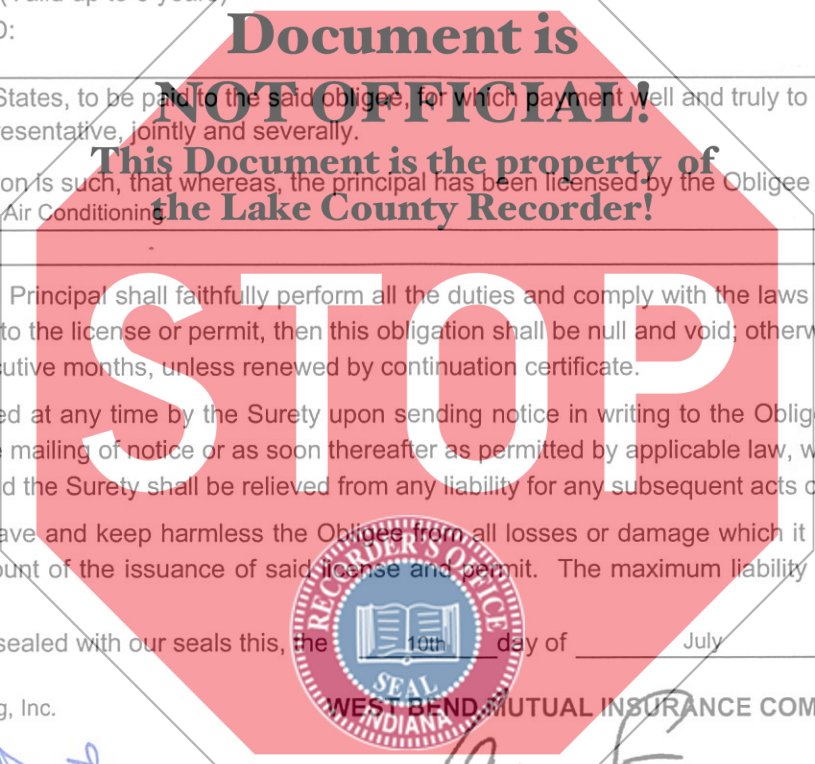 Document is
NOT OFFICIAL!
This Document is the property of
the Lake County Recorder!
STOP
States, to be paid to the said obligee, for which payment well and truly to
resentative, jointly and severally.
on is such, that whereas, the principal has been licensed by the Obligee
Air Conditioning
Principal shall faithfully perform all the duties and comply with the laws
to the license or permit, then this obligation shall be null and void; otherw
cutive months, unless renewed by continuation certificate.
ed at any time by the Surety upon sending notice in writing to the Oblig
mailing of notice or as soon thereafter as permitted by applicable law, w
d the Surety shall be relieved from any liability for any subsequent acts o
ave and keep harmless the Obligee from all losses or damage which it
ount of the issuance of said license and permit. The maximum liability
sealed with our seals this, the 10th day of July
g, Inc. WEST BEND MUTUAL INSURANCE COM
RECORDER'S OFFICE
SEAL
INDIANA